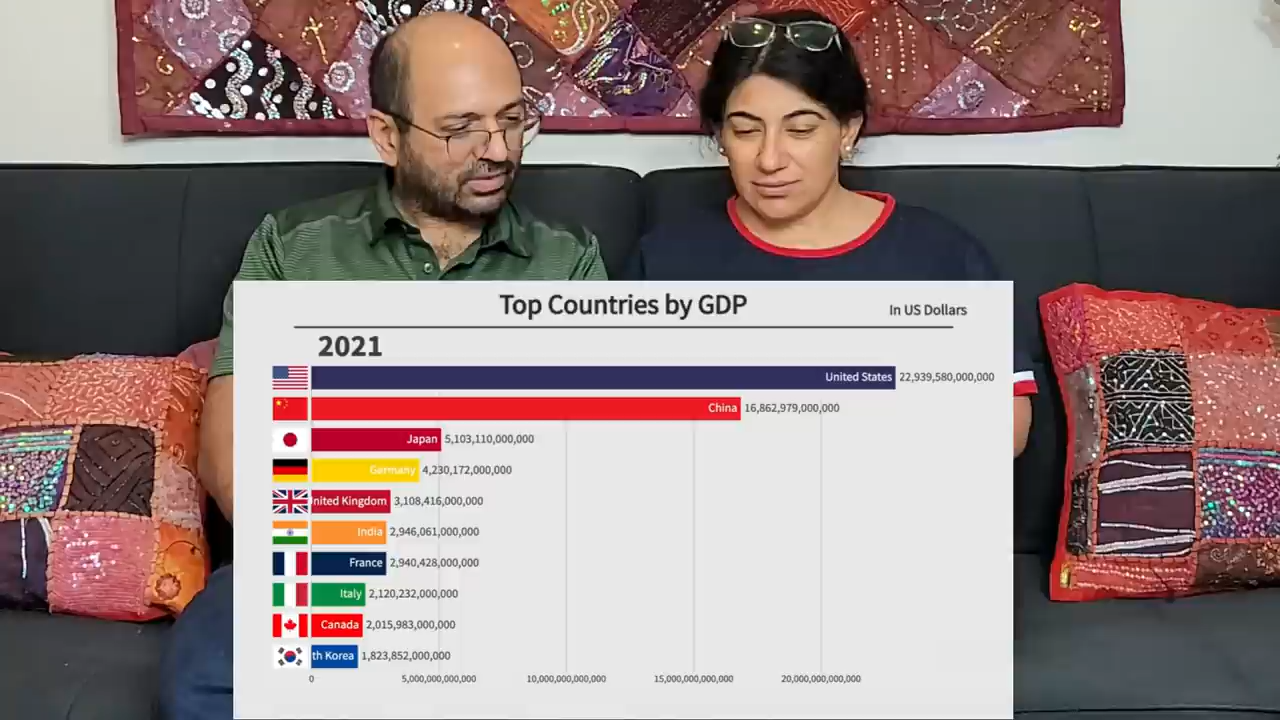 Top Countries by GDP
In US Dollars
2021
United States 22,939,580,000,000
China 16,862,979,000,000
Japan 5,103,110,000,000
Germany 4,230,172,000,000
nited Kingdom 3,108,416,000,000
India 2,946,061,000,000
France 2,940,428,000,000
Italy 2,120,232,000,000
Canada 2,015,983,000,000
th Korea 1,823,852,000,000
0 5,000,000,000,000 10,000,000,000,000 15,000,000,000,000 20,000,000,000,000